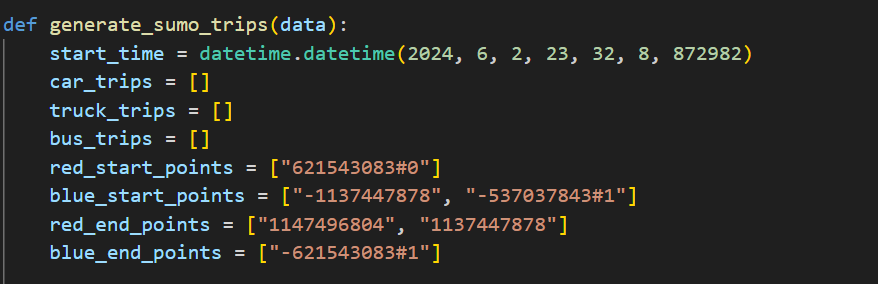 def generate_sumo_trips(data):
    start_time = datetime.datetime(2024, 6, 2, 23, 32, 8, 872982)
    car_trips = []
    truck_trips = []
    bus_trips = []
    red_start_points = ["621543083#0"]
    blue_start_points = ["-1137447878", "-537037843#1"]
    red_end_points = ["1147496804", "1137447878"]
    blue_end_points = ["-621543083#1"]